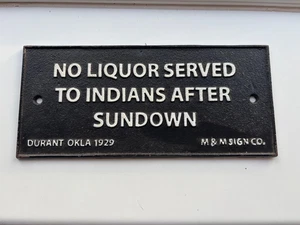 NO LIQUOR SERVED
TO INDIANS AFTER
SUNDOWN
DURANT OKLA 1929 M & M SIGN CO.